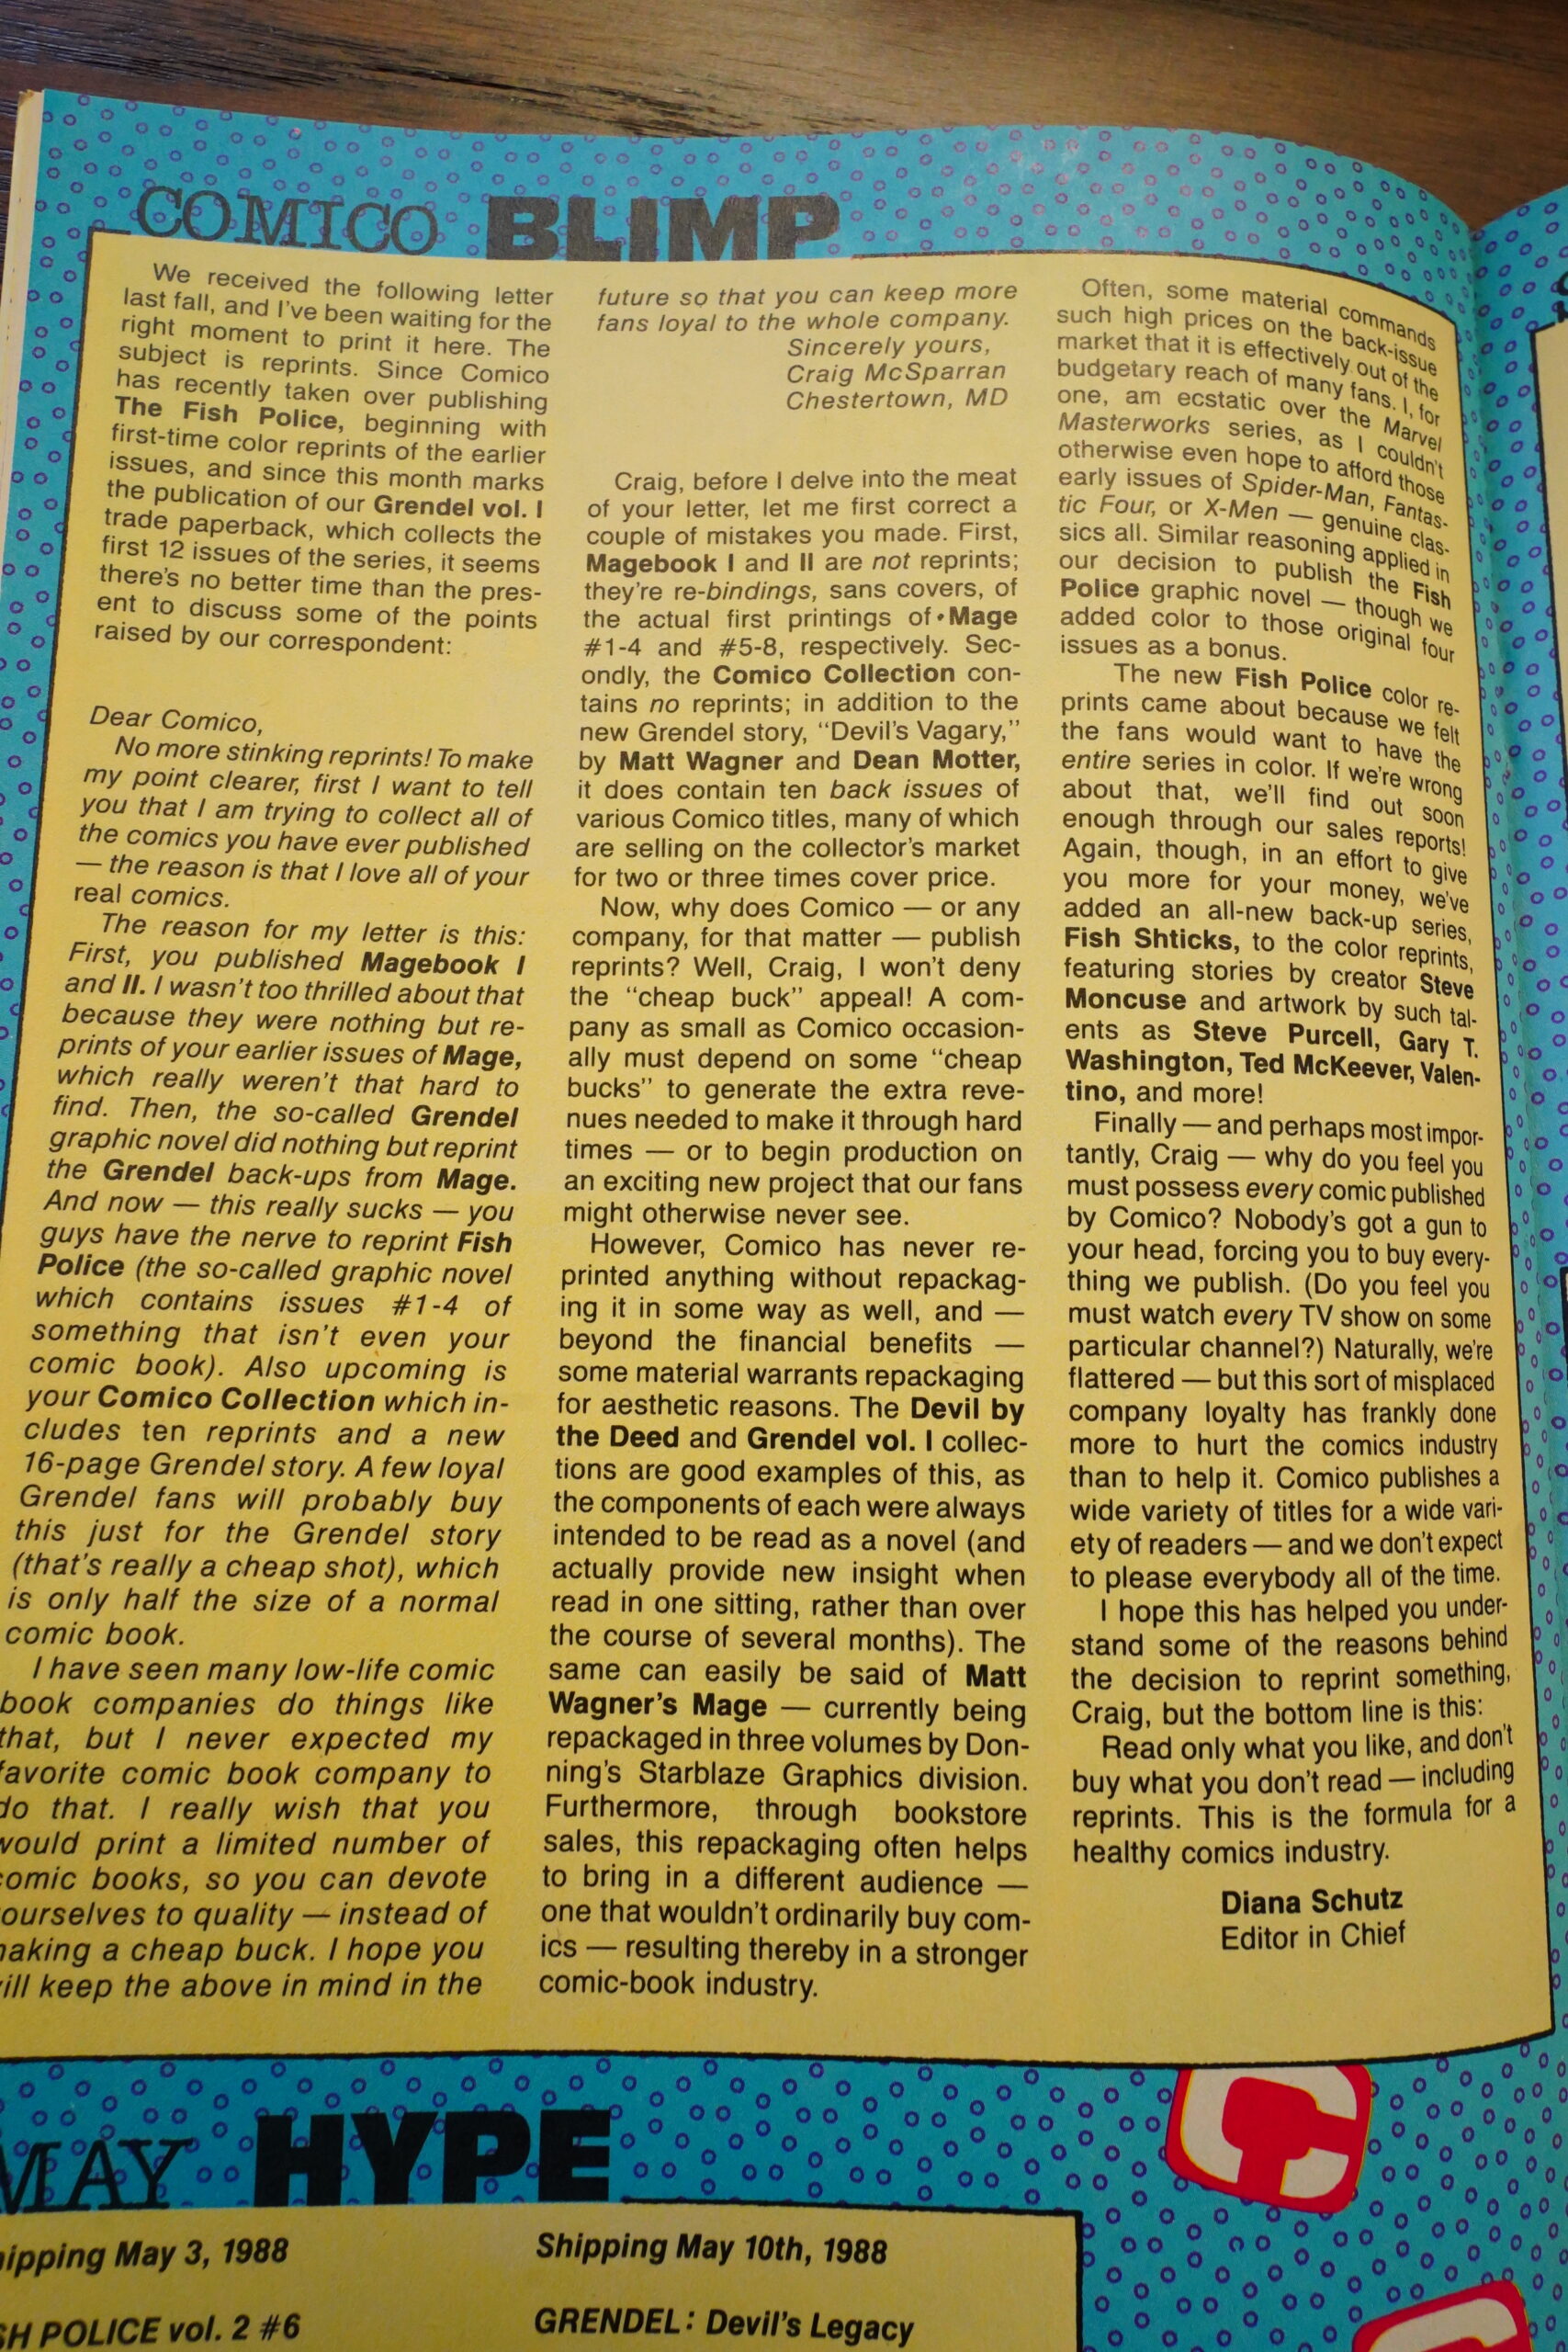 COMICO BLIMP
We received the following letter
last fall, and I've been waiting for the
right moment to print it here. The
subject is reprints. Since Comico
has recently taken over publishing
The Fish Police, beginning with
first-time color reprints of the earlier
issues, and since this month marks
the publication of our Grendel vol. I
trade paperback, which collects the
first 12 issues of the series, it seems
there's no better time than the pres-
ent to discuss some of the points
raised by our correspondent:
Dear Comico,
No more stinking reprints! To make
my point clearer, first I want to tell
you that I am trying to collect all of
the comics you have ever published
— the reason is that I love all of your
real comics.
The reason for my letter is this:
First, you published Magebook I
and II. I wasn't too thrilled about that
because they were nothing but re-
prints of your earlier issues of Mage,
which really weren't that hard to
find. Then, the so-called Grendel
graphic novel did nothing but reprint
the Grendel back-ups from Mage.
And now — this really sucks — you
guys have the nerve to reprint Fish
Police (the so-called graphic novel
which contains issues #1-4 of
something that isn't even your
comic book). Also upcoming is
your Comico Collection which in-
cludes ten reprints and a new
16-page Grendel story. A few loyal
Grendel fans will probably buy
this just for the Grendel story
(that's really a cheap shot), which
is only half the size of a normal
comic book.
I have seen many low-life comic
book companies do things like
that, but I never expected my
favorite comic book company to
do that. I really wish that you
would print a limited number of
comic books, so you can devote
ourselves to quality — instead of
making a cheap buck. I hope you
will keep the above in mind in the
future so that you can keep more
fans loyal to the whole company.
Sincerely yours,
Craig McSparran
Chestertown, MD
Craig, before I delve into the meat
of your letter, let me first correct a
couple of mistakes you made. First,
Magebook I and II are not reprints;
they're re-bindings, sans covers, of
the actual first printings of Mage
#1-4 and #5-8, respectively. Sec-
ondly, the Comico Collection con-
tains no reprints; in addition to the
new Grendel story, "Devil's Vagary,"
by Matt Wagner and Dean Motter,
it does contain ten back issues of
various Comico titles, many of which
are selling on the collector's market
for two or three times cover price.
Now, why does Comico — or any
company, for that matter — publish
reprints? Well, Craig, I won't deny
the "cheap buck" appeal! A com-
pany as small as Comico occasion-
ally must depend on some "cheap
bucks" to generate the extra reve-
nues needed to make it through hard
times — or to begin production on
an exciting new project that our fans
might otherwise never see.
However, Comico has never re-
printed anything without repackag-
ing it in some way as well, and —
beyond the financial benefits —
some material warrants repackaging
for aesthetic reasons. The Devil by
the Deed and Grendel vol. I collec-
tions are good examples of this, as
the components of each were always
intended to be read as a novel (and
actually provide new insight when
read in one sitting, rather than over
the course of several months). The
same can easily be said of Matt
Wagner's Mage — currently being
repackaged in three volumes by Don-
ning's Starblaze Graphics division.
Furthermore, through bookstore
sales, this repackaging often helps
to bring in a different audience —
one that wouldn't ordinarily buy com-
ics — resulting thereby in a stronger
comic-book industry.
Often, some material commands
such high prices on the back-issue
market that it is effectively out of the
budgetary reach of many fans. I, for
one, am ecstatic over the Marvel
Masterworks series, as I couldn't
otherwise even hope to afford those
early issues of Spider-Man, Fantas-
tic Four, or X-Men — genuine clas-
sics all. Similar reasoning applied in
our decision to publish the Fish
Police graphic novel — though we
added color to those original four
issues as a bonus.
The new Fish Police color re-
prints came about because we felt
the fans would want to have the
entire series in color. If we're wrong
about that, we'll find out soon
enough through our sales reports!
Again, though, in an effort to give
you more for your money, we've
added an all-new back-up series,
Fish Shticks, to the color reprints,
featuring stories by creator Steve
Moncuse and artwork by such tal-
ents as Steve Purcell, Gary T.
Washington, Ted McKeever, Valen-
tino, and more!
Finally — and perhaps most impor-
tantly, Craig — why do you feel you
must possess every comic published
by Comico? Nobody's got a gun to
your head, forcing you to buy every-
thing we publish. (Do you feel you
must watch every TV show on some
particular channel?) Naturally, we're
flattered — but this sort of misplaced
company loyalty has frankly done
more to hurt the comics industry
than to help it. Comico publishes a
wide variety of titles for a wide vari-
ety of readers — and we don't expect
to please everybody all of the time.
I hope this has helped you under-
stand some of the reasons behind
the decision to reprint something,
Craig, but the bottom line is this:
Read only what you like, and don't
buy what you don't read — including
reprints. This is the formula for a
healthy comics industry.
Diana Schutz
Editor in Chief
MAY HYPE
ipping May 3, 1988
SH POLICE vol. 2 #6
Shipping May 10th, 1988
GRENDEL: Devil's Legacy
C